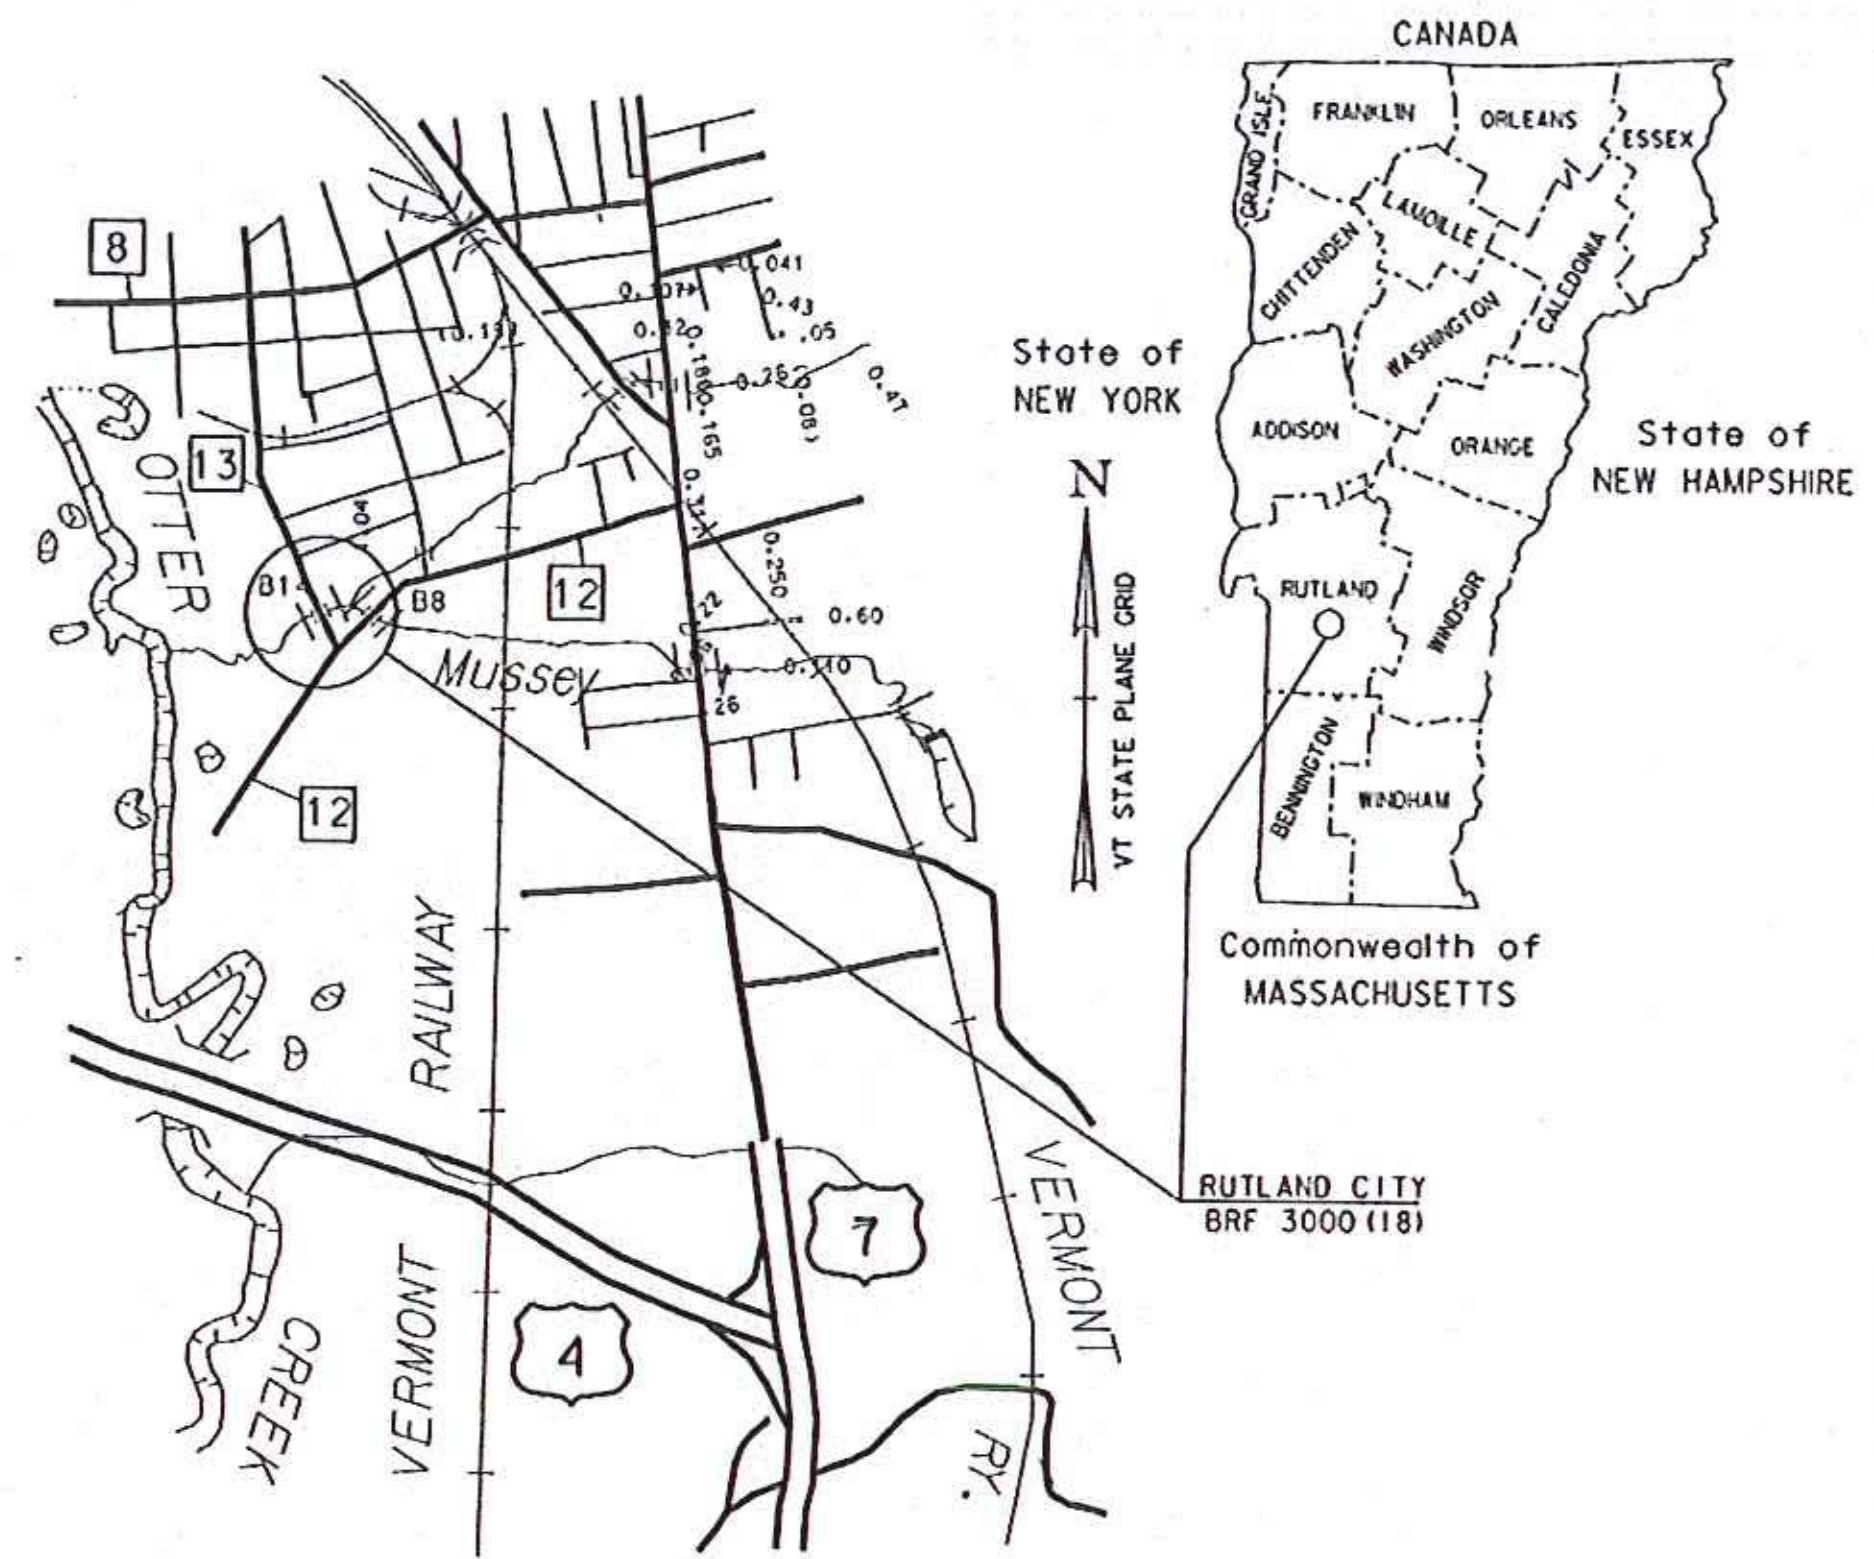 CANADA
GRAND ISLE
FRANKLIN
ORLEANS
ESSEX
LAMOILLE
CHITTENDEN
CALEDONIA
WASHINGTON
State of
NEW YORK
ADDISON
ORANGE
State of
NEW HAMPSHIRE
RUTLAND
WINDSOR
BENNINGTON
WINDHAM
Commonwealth of
MASSACHUSETTS
N
VT STATE PLANE GRID
RUTLAND CITY
BRF 3000(18)
8
0.041
0.43
.05
0.47
0.165
13
OTTER
.04
B8
12
0.250
0.60
Mussey
26
12
RAILWAY
VERMONT
7
4
CREEK
VERMONT
RY.